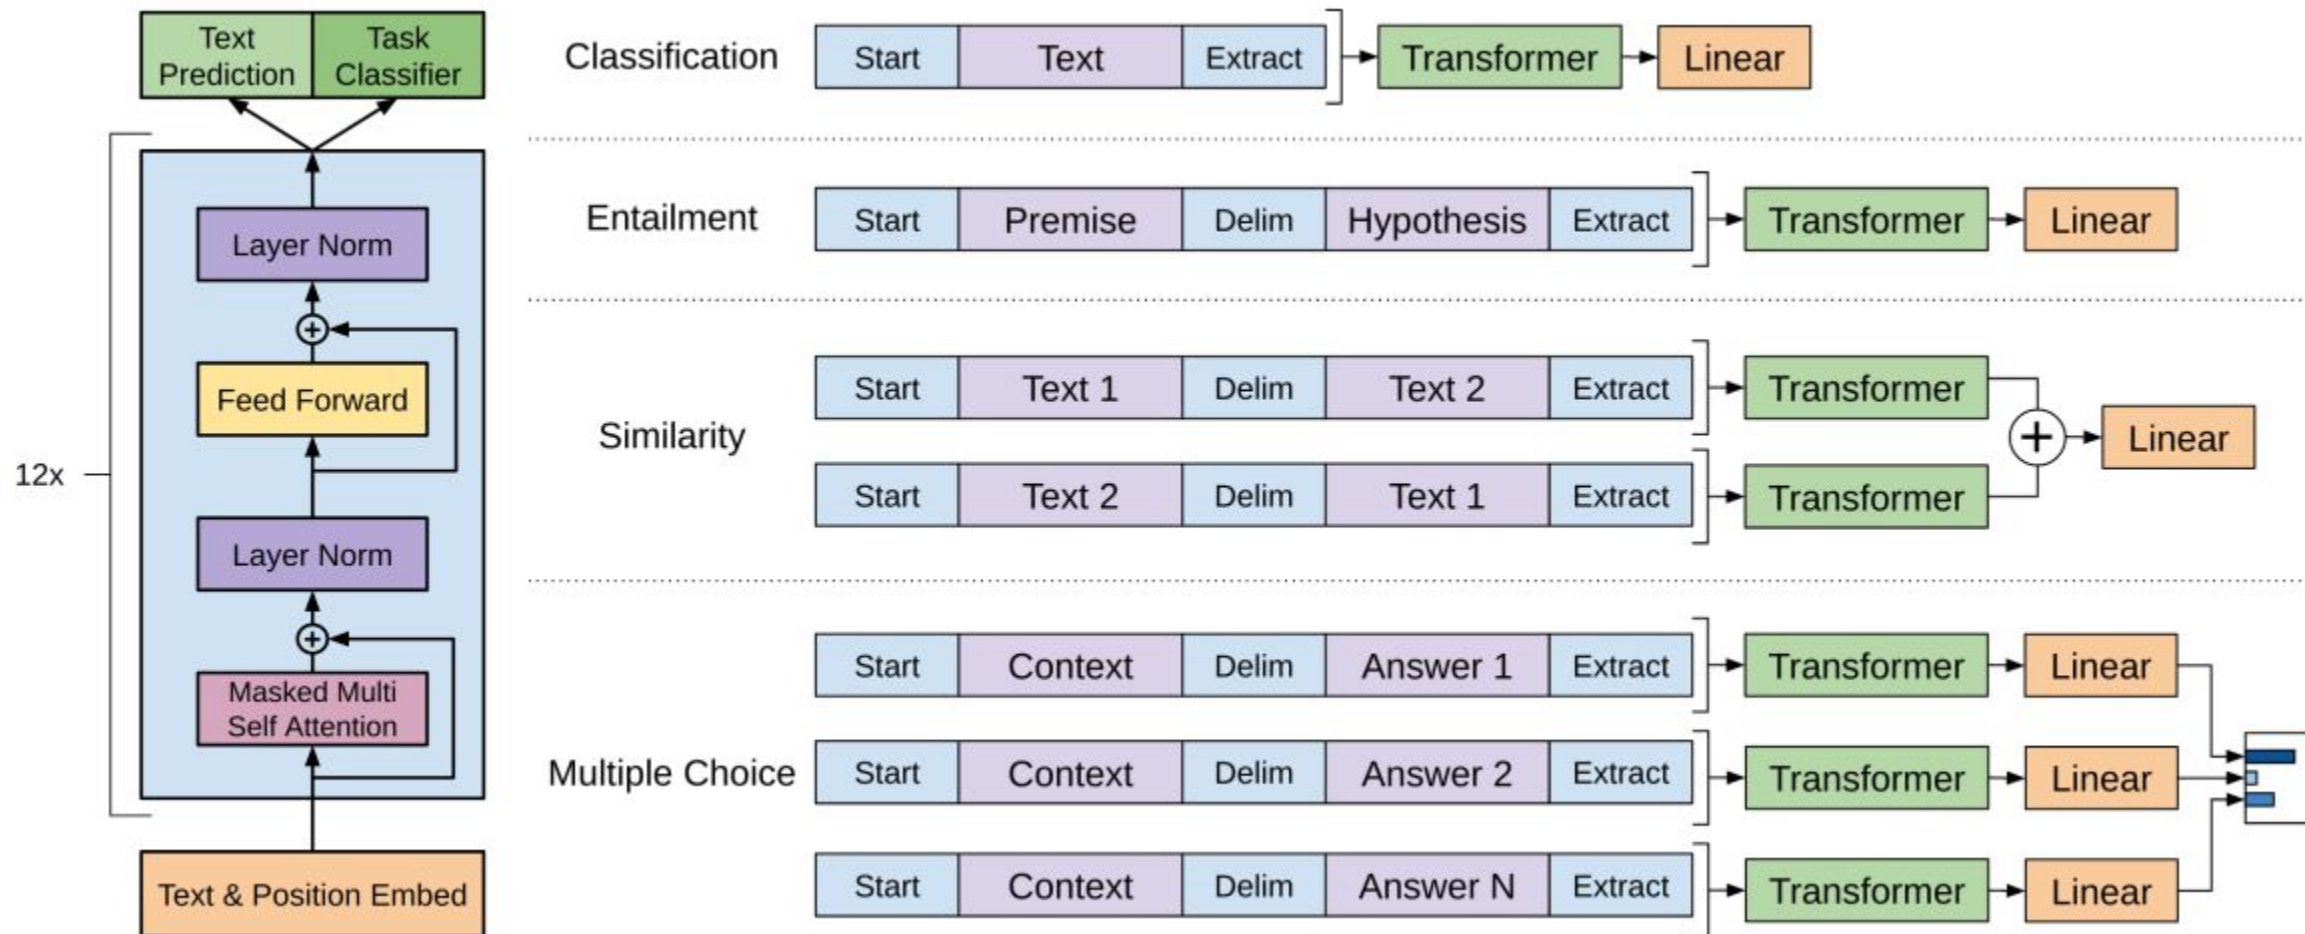 Text
Prediction
Task
Classifier
12x
Layer Norm
Feed Forward
Layer Norm
Masked Multi
Self Attention
Text & Position Embed
Classification Start Text Extract Transformer Linear
Entailment Start Premise Delim Hypothesis Extract Transformer Linear
Similarity
Start Text 1 Delim Text 2 Extract Transformer
+ Linear
Start Text 2 Delim Text 1 Extract Transformer
Multiple Choice
Start Context Delim Answer 1 Extract Transformer Linear
Start Context Delim Answer 2 Extract Transformer Linear
Start Context Delim Answer N Extract Transformer Linear